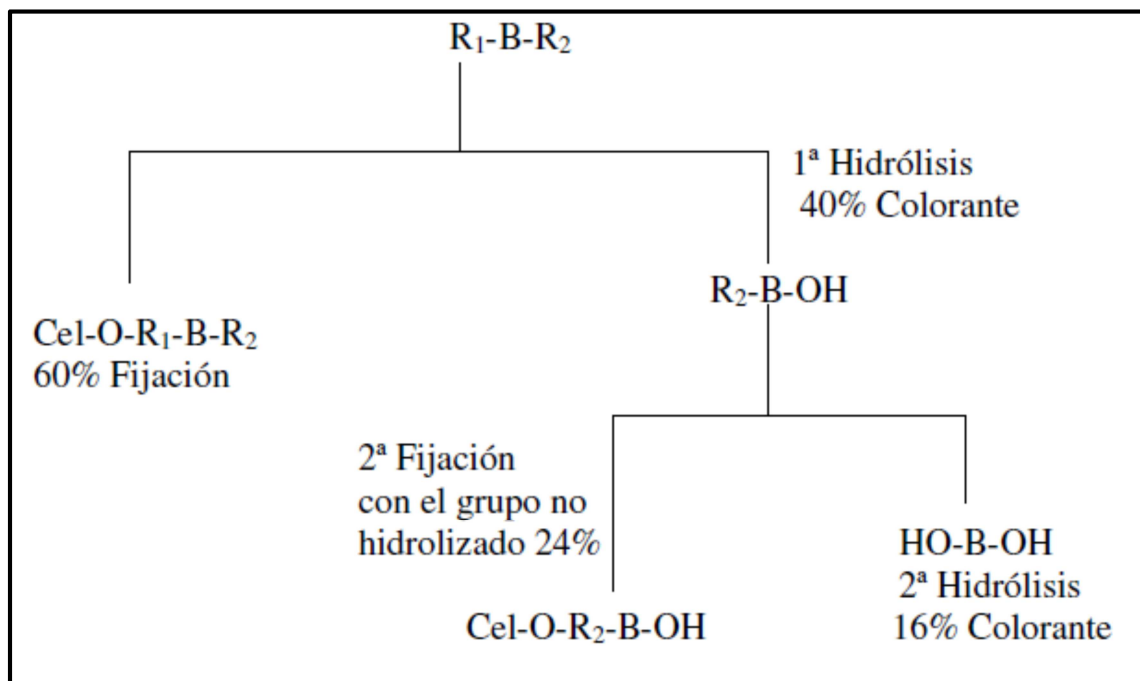 R₁-B-R₂
1ª Hidrólisis
40% Colorante
R₂-B-OH
Cel-O-R₁-B-R₂
60% Fijación
2ª Fijación
con el grupo no
hidrolizado 24%
HO-B-OH
2ª Hidrólisis
16% Colorante
Cel-O-R₂-B-OH